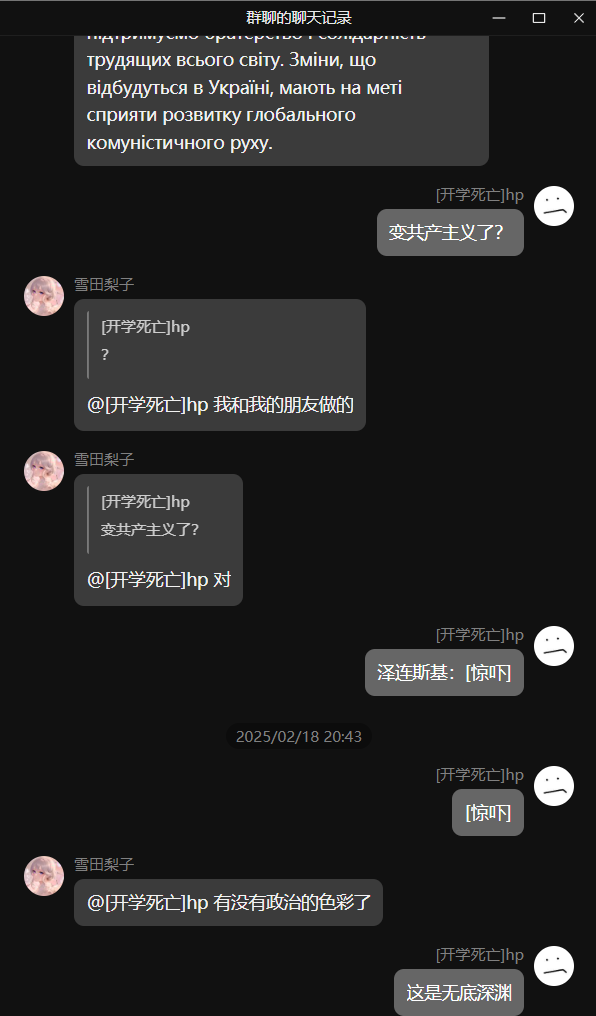 群聊的聊天记录
підтримуємо братерство і солідарність
трудящих всього світу. Зміни, що
відбудуться в Україні, мають на меті
сприяти розвитку глобального
комуністичного руху.
[开学死亡]hp
变共产主义了？
雪田梨子
[开学死亡]hp
？
@[开学死亡]hp 我和我的朋友做的
雪田梨子
[开学死亡]hp
变共产主义了？
@[开学死亡]hp 对
[开学死亡]hp
泽连斯基：[惊吓]
2025/02/18 20:43
[开学死亡]hp
[惊吓]
雪田梨子
@[开学死亡]hp 有没有政治的色彩了
[开学死亡]hp
这是无底深渊